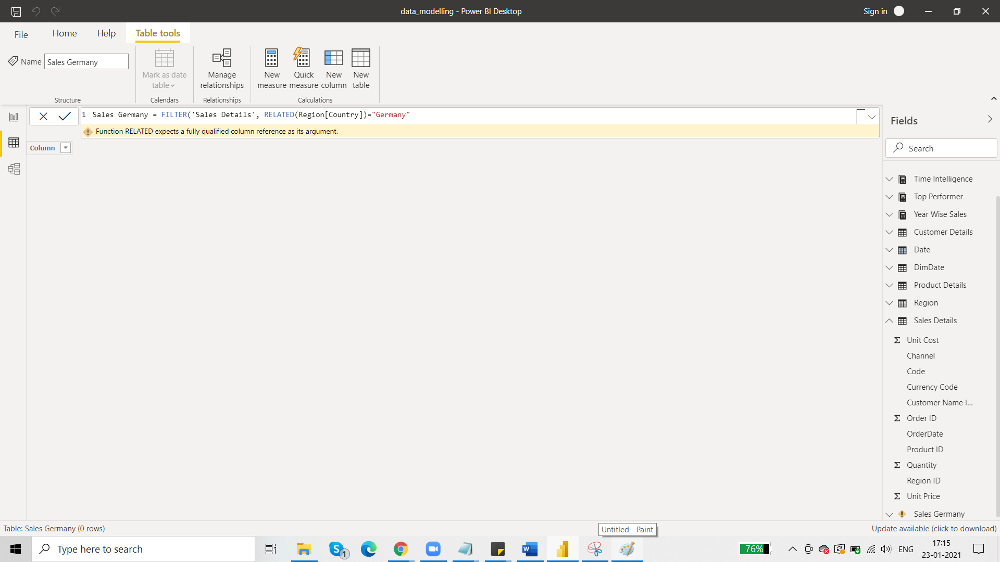 data_modelling - Power BI Desktop
Sign in
File Home Help Table tools
Name Sales Germany
Mark as date table
Manage relationships
New measure
Quick measure
New column
New table
Structure
Calendars
Relationships
Calculations
1 Sales Germany = FILTER('Sales Details', RELATED(Region[Country])="Germany"
Function RELATED expects a fully qualified column reference as its argument.
Column
Fields
Search
Time Intelligence
Top Performer
Year Wise Sales
Customer Details
Date
DimDate
Product Details
Region
Sales Details
Σ Unit Cost
Channel
Code
Currency Code
Customer Name I...
Σ Order ID
OrderDate
Product ID
Σ Quantity
Region ID
Σ Unit Price
Sales Germany
Table: Sales Germany (0 rows)
Untitled - Paint
Update available (click to download)
Type here to search
1
76%
ENG
17:15
23-01-2021